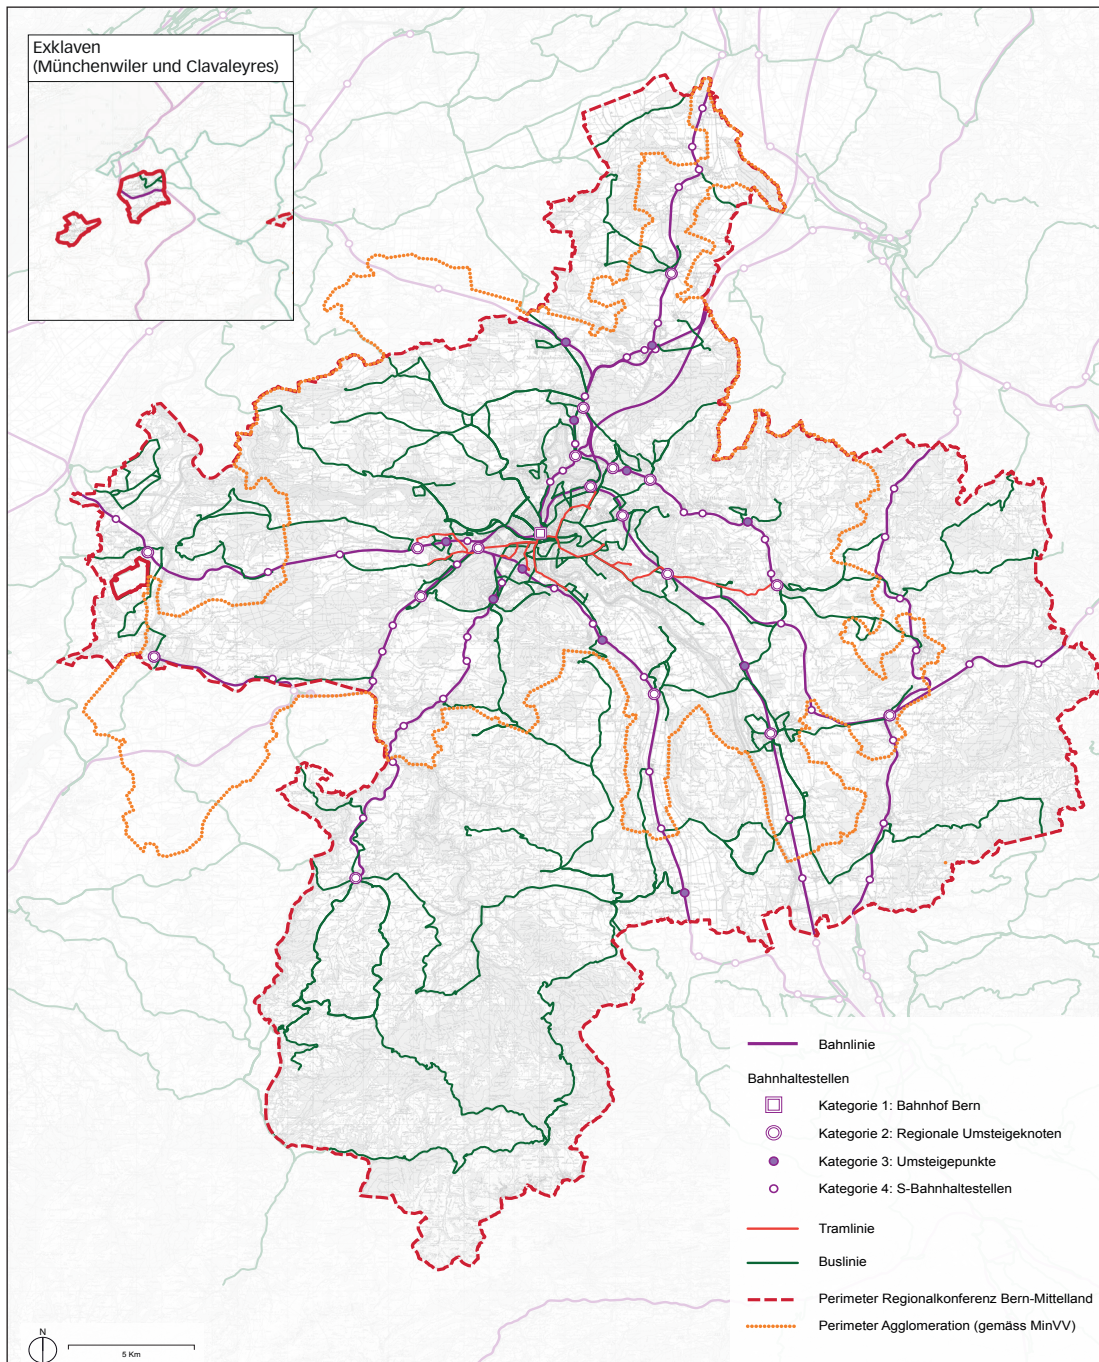 Exklaven
(Münchenwiler und Clavaleyres)
Bahnlinie
Bahnhaltestellen
Kategorie 1: Bahnhof Bern
Kategorie 2: Regionale Umsteigeknoten
Kategorie 3: Umsteigepunkte
Kategorie 4: S-Bahnhaltestellen
Tramlinie
Buslinie
Perimeter Regionalkonferenz Bern-Mittelland
Perimeter Agglomeration (gemäss MinVV)
N
5 Km